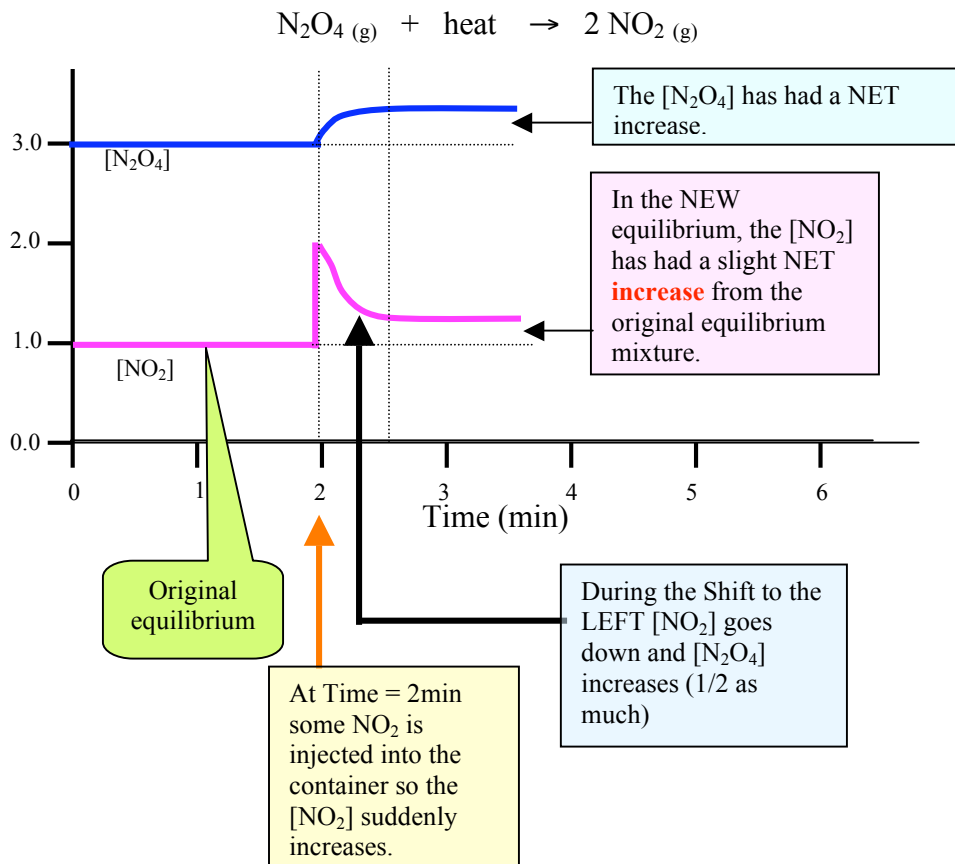 N₂O₄ (g) + heat → 2 NO₂ (g)
The [N₂O₄] has had a NET
increase.
3.0
[N₂O₄]
In the NEW
equilibrium, the [NO₂]
has had a slight NET
increase from the
original equilibrium
mixture.
2.0
1.0
[NO₂]
0.0
0 1 2 3 4 5 6
Time (min)
Original
equilibrium
During the Shift to the
LEFT [NO₂] goes
down and [N₂O₄]
increases (1/2 as
much)
At Time = 2min
some NO₂ is
injected into the
container so the
[NO₂] suddenly
increases.